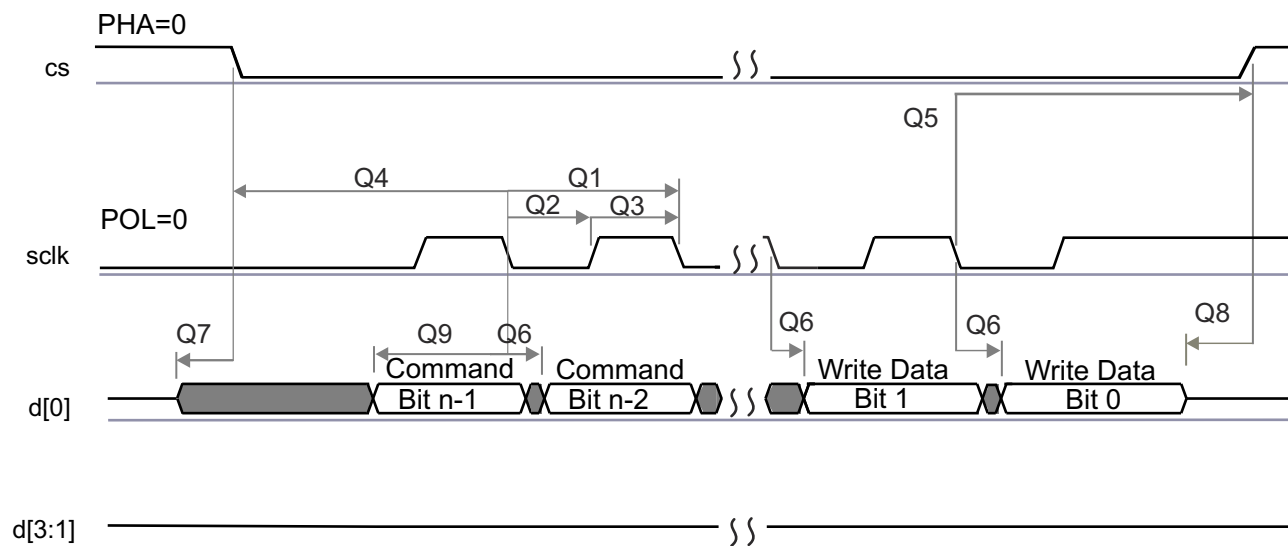 PHA=0
cs
Q5
Q4 Q1
Q2 Q3
POL=0
sclk
Q7 Q9 Q6 Q6 Q6 Q8
Command Command Write Data Write Data
d[0] Bit n-1 Bit n-2 Bit 1 Bit 0
d[3:1]